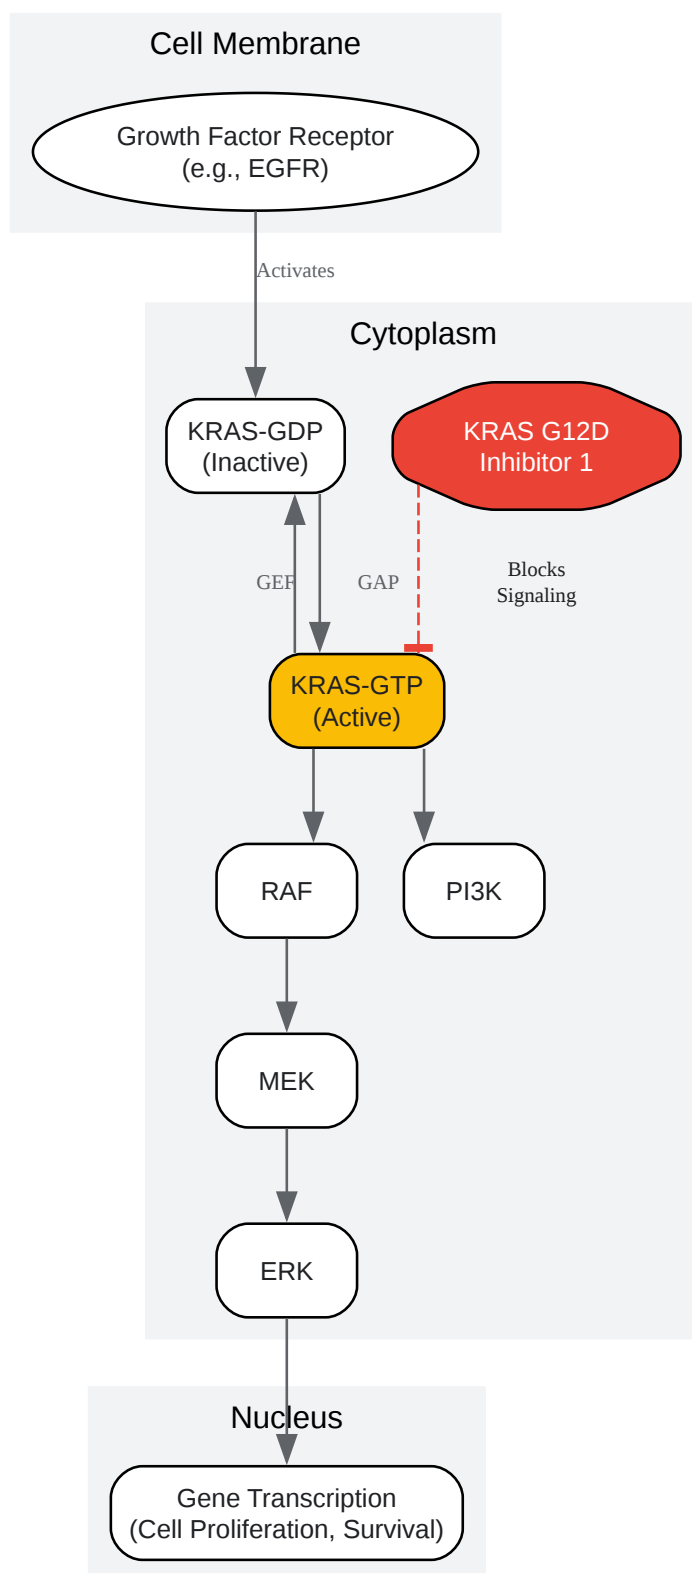 Cell Membrane
Growth Factor Receptor
(e.g., EGFR)
Activates
Cytoplasm
KRAS-GDP
(Inactive)
KRAS G12D
Inhibitor 1
GEF
GAP
Blocks
Signaling
KRAS-GTP
(Active)
RAF
PI3K
MEK
ERK
Nucleus
Gene Transcription
(Cell Proliferation, Survival)